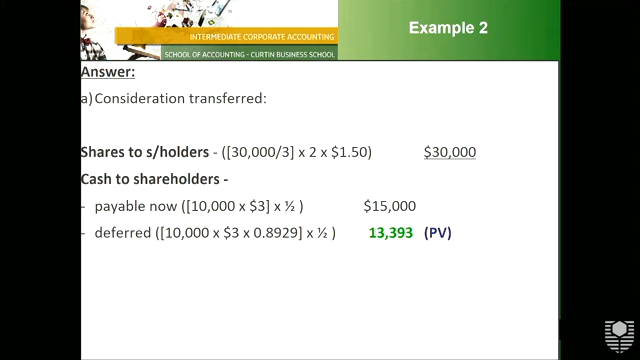 Example 2
INTERMEDIATE CORPORATE ACCOUNTING
SCHOOL OF ACCOUNTING - CURTIN BUSINESS SCHOOL
Answer:
a) Consideration transferred:
Shares to s/holders - ([30,000/3] x 2 x $1.50) $30,000
Cash to shareholders -
- payable now ([10,000 x $3] x ½ ) $15,000
- deferred ([10,000 x $3 x 0.8929] x ½ ) 13,393 (PV)